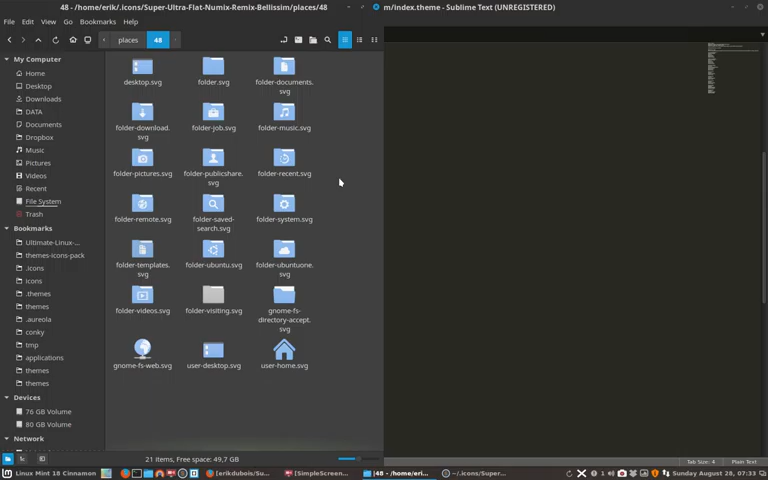 48 - /home/erik/.icons/Super-Ultra-Flat-Numix-Remix-Bellissim/places/48
m/index.theme - Sublime Text (UNREGISTERED)
File Edit View Go Bookmarks Help
places 48
My Computer
Home
Desktop
Downloads
DATA
Documents
Dropbox
Music
Pictures
Videos
Recent
File System
Trash
Bookmarks
Ultimate-Linux-...
themes-icons-pack
.icons
icons
.themes
themes
.aureola
conky
tmp
applications
themes
themes
Devices
76 GB Volume
80 GB Volume
Network
desktop.svg
folder.svg
folder-documents.
svg
folder-download.
svg
folder-job.svg
folder-music.svg
folder-pictures.svg
folder-publicshare.
svg
folder-recent.svg
folder-remote.svg
folder-saved-
search.svg
folder-system.svg
folder-templates.
svg
folder-ubuntu.svg
folder-ubuntuone.
svg
folder-videos.svg
folder-visiting.svg
gnome-fs-
directory-accept.
svg
gnome-fs-web.svg
user-desktop.svg
user-home.svg
21 items, Free space: 49,7 GB
Tab Size: 4
Plain Text
Linux Mint 18 Cinnamon
[erikdubois/Su...
[SimpleScreen...
48 - /home/eri...
~/.icons/Super...
1
Sunday August 28, 07:33